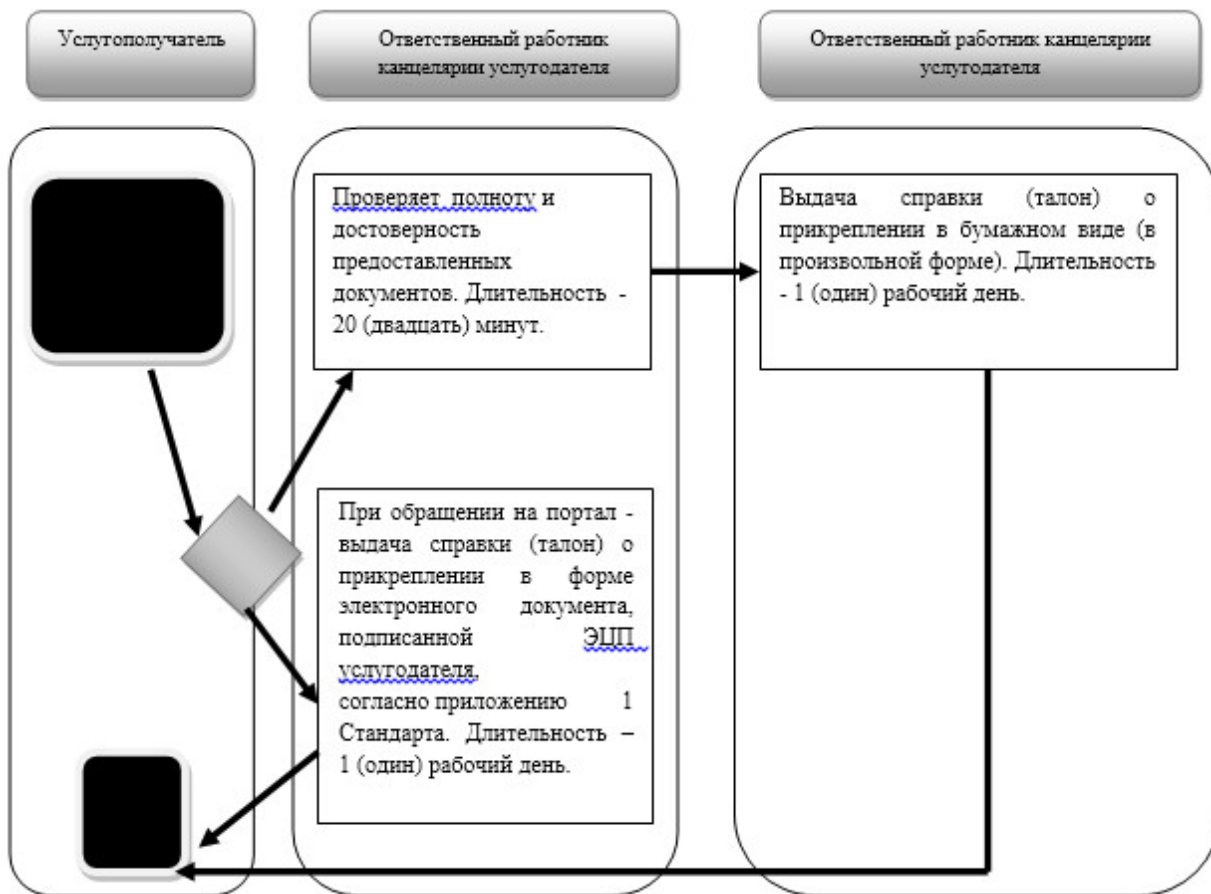 Услугополучатель
Ответственный работник
канцелярии услугодателя
Ответственный работник канцелярии
услугодателя
Проверяет полноту и
достоверность
предоставленных
документов. Длительность -
20 (двадцать) минут.
Выдача справки (талон) о
прикреплении в бумажном виде (в
произвольной форме). Длительность
- 1 (один) рабочий день.
При обращении на портал -
выдача справки (талон) о
прикреплении в форме
электронного документа,
подписанной ЭЦП
услугодателя,
согласно приложению 1
Стандарта. Длительность –
1 (один) рабочий день.